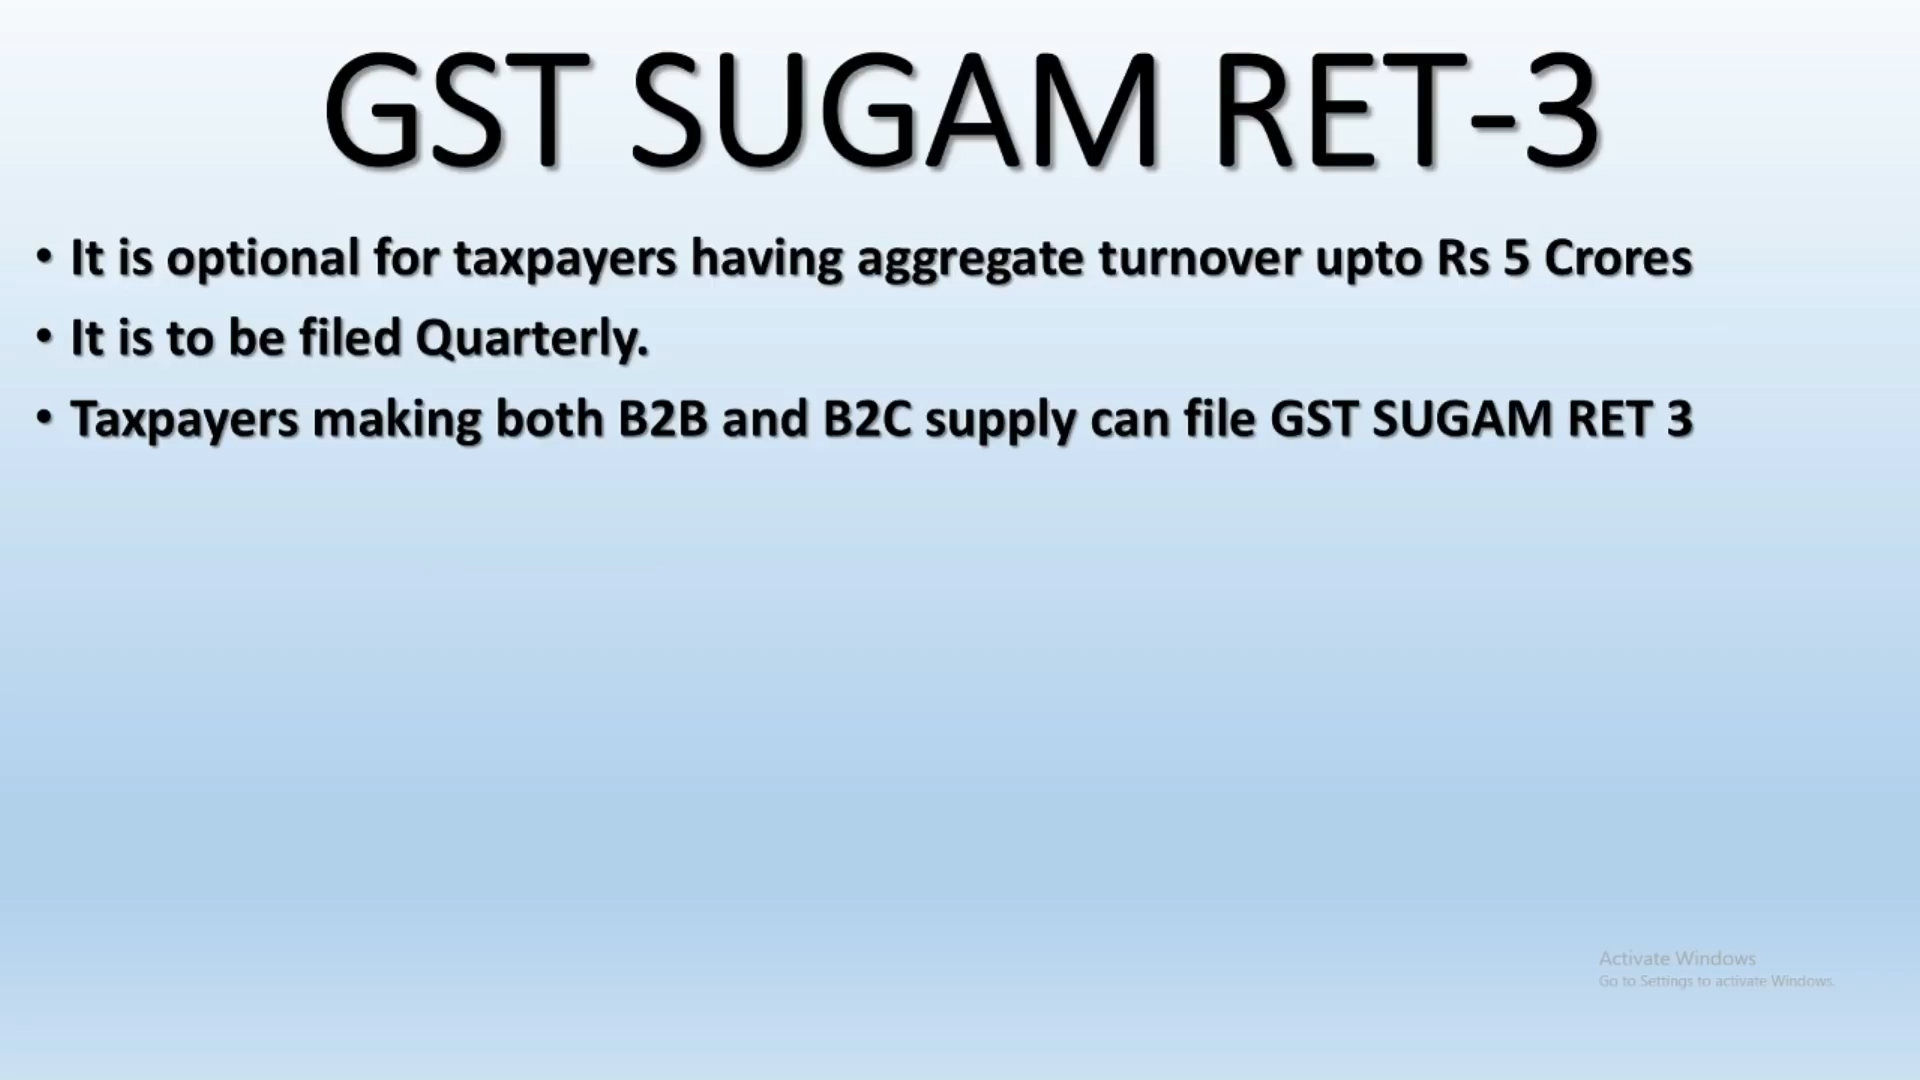 GST SUGAM RET-3
• It is optional for taxpayers having aggregate turnover upto Rs 5 Crores
• It is to be filed Quarterly.
• Taxpayers making both B2B and B2C supply can file GST SUGAM RET 3
Activate Windows
Go to Settings to activate Windows.